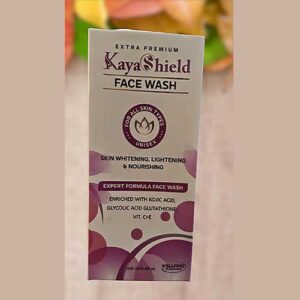 EXTRA PREMIUM
KayaShield
FACE WASH
FOR ALL SKIN TYPES
UNISEX
SKIN WHITENING, LIGHTENING
& NOURISHING
EXPERT FORMULA FACE WASH
ENRICHED WITH KOJIC ACID,
GLYCOLIC ACID GLUTATHIONE
VIT. C+E